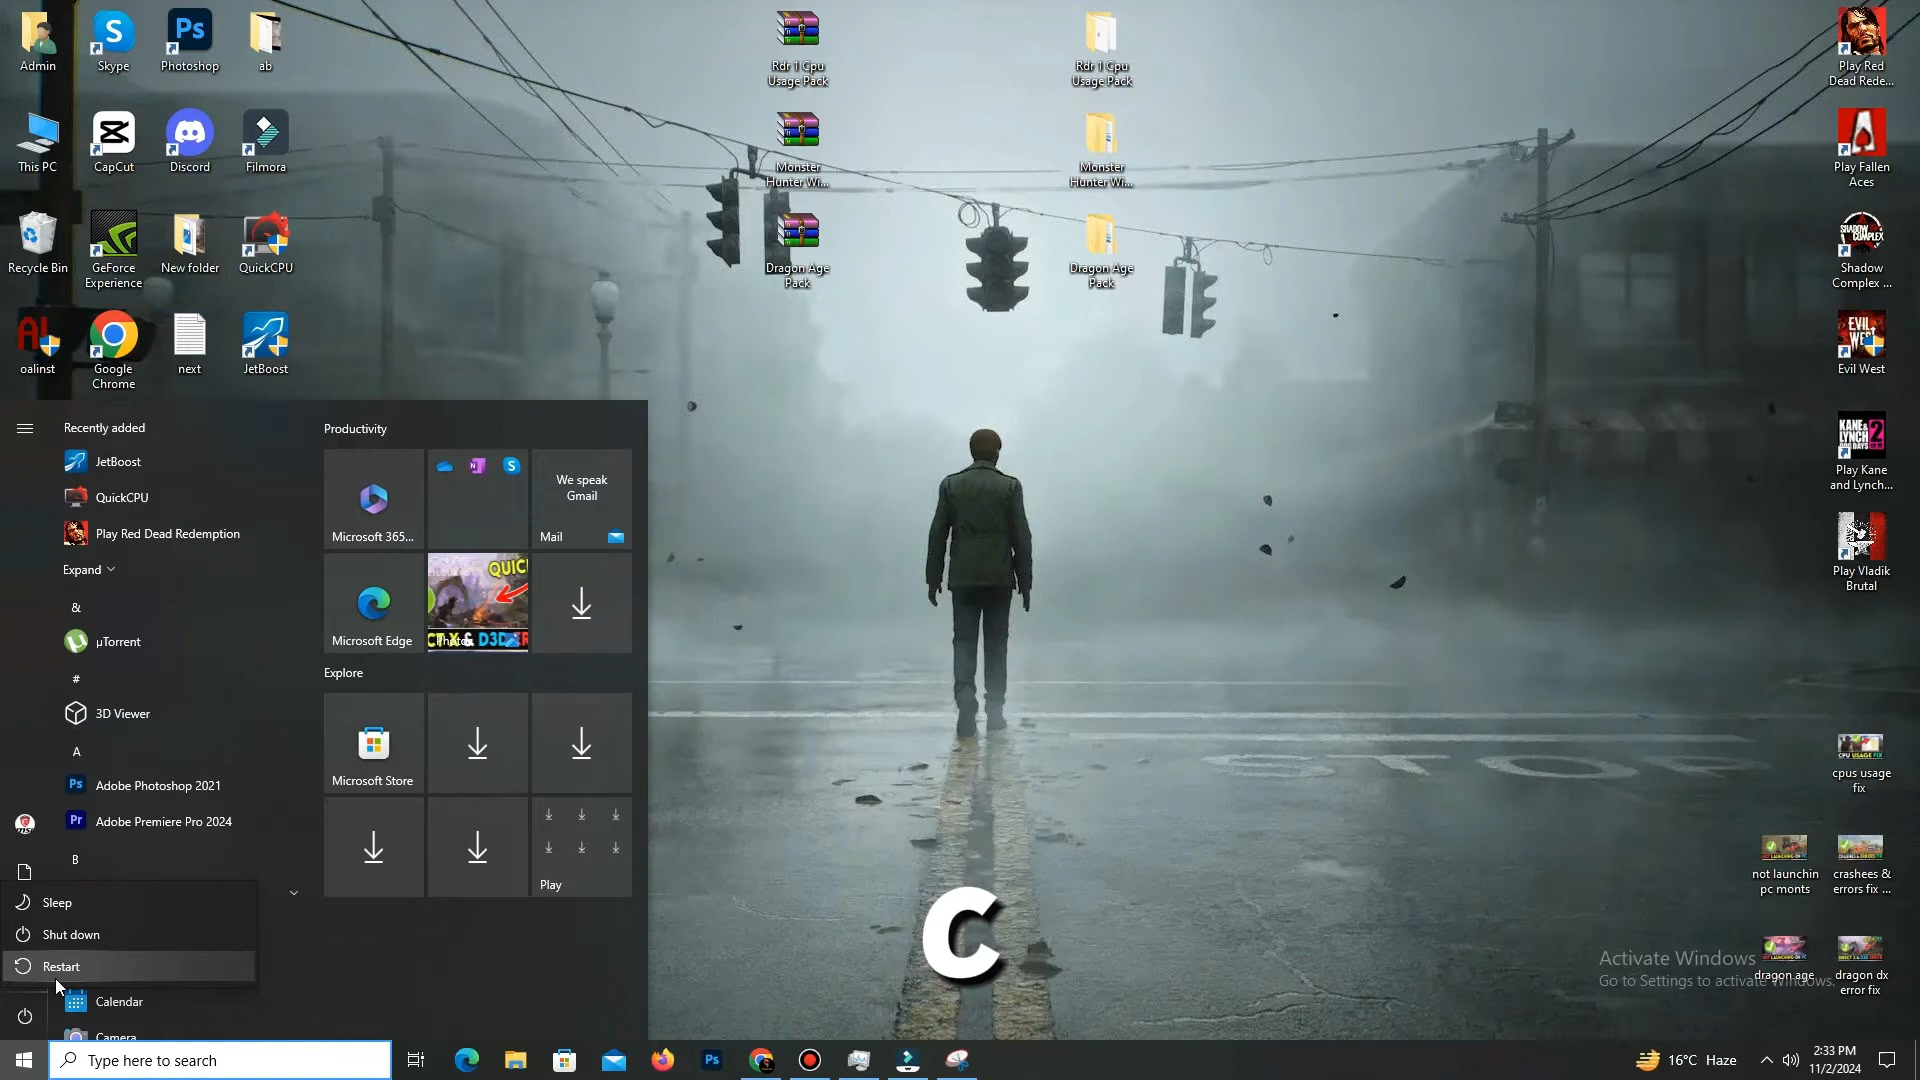 Admin
Skype
Photoshop
ab
This PC
CapCut
Discord
Filmora
Recycle Bin
GeForce
Experience
New folder
QuickCPU
oalinst
Google
Chrome
next
JetBoost
Rdr 1 Cpu
Usage Pack
Rdr 1 Cpu
Usage Pack
Monster
Hunter Wi...
Monster
Hunter Wi...
Dragon Age
Pack
Dragon Age
Pack
Play Red
Dead Rede...
Play Fallen
Aces
Shadow
Complex ...
Evil West
Play Kane
and Lynch...
Play Vladik
Brutal
cpus usage
fix
not launchin
pc monts
crashees &
errors fix ...
dragon age
dragon dx
error fix
Recently added
JetBoost
QuickCPU
Play Red Dead Redemption
Expand
&
µTorrent
#
3D Viewer
A
Adobe Photoshop 2021
Adobe Premiere Pro 2024
B
Sleep
Shut down
Restart
Calendar
Camera
Productivity
Microsoft 365...
We speak
Gmail
Mail
Microsoft Edge
Photos
Explore
Microsoft Store
Play
C
STOP
Activate Windows
Go to Settings to activate Windows.
Type here to search
16°C Haze
2:33 PM
11/2/2024